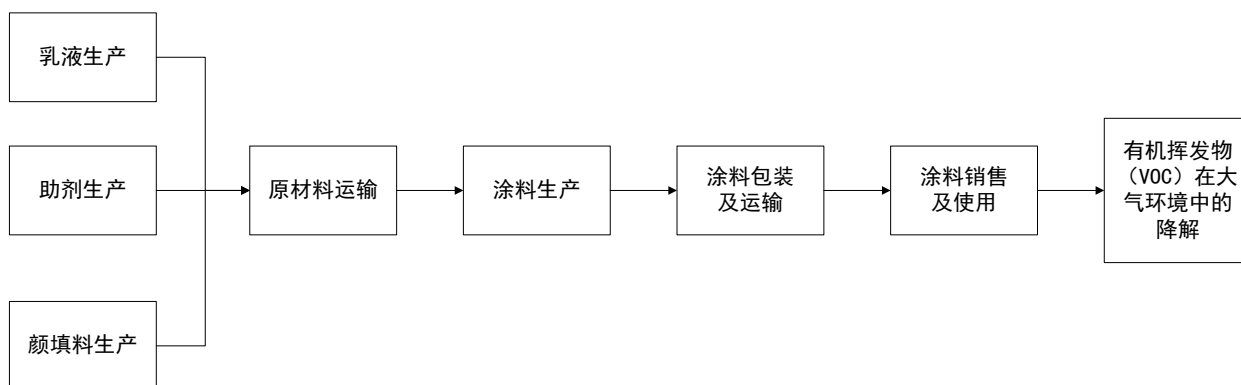 乳液生产
助剂生产
颜填料生产
原材料运输
涂料生产
涂料包装
及运输
涂料销售
及使用
有机挥发物
（VOC）在大
气环境中的
降解